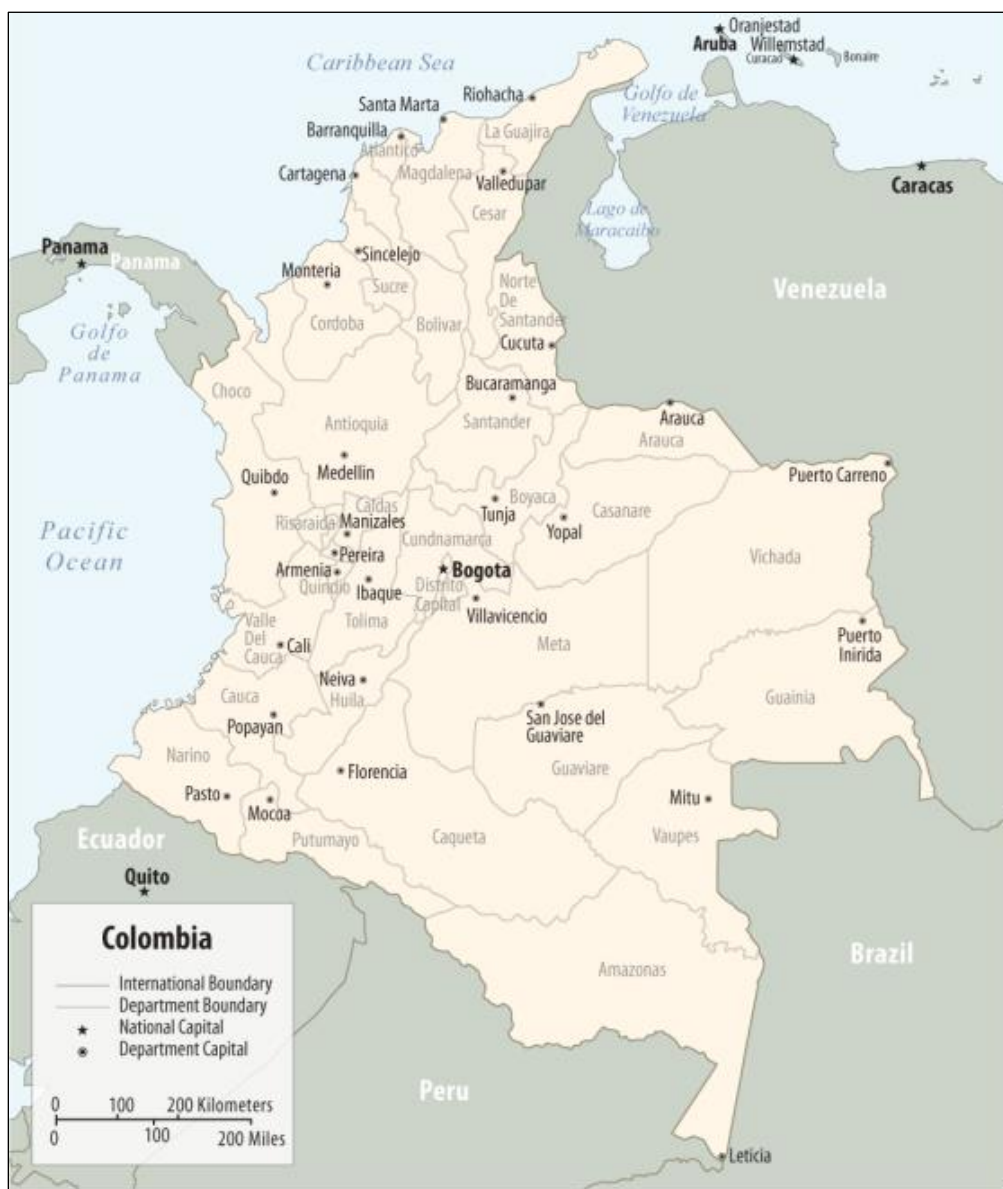 Oranjestad
Aruba
Willemstad
Curacao
Bonaire
Caribbean Sea
Golfo de
Venezuela
Riohacha
Santa Marta
La Guajira
Barranquilla
Atlantico
Magdalena
Cartagena
Valledupar
Caracas
Cesar
Lago de
Maracaibo
Panama
Panama
Sincelejo
Monteria
Sucre
Norte
De
Santander
Venezuela
Cordoba
Bolivar
Golfo
de
Panama
Cucuta
Bucaramanga
Choco
Santander
Arauca
Antioquia
Arauca
Medellin
Puerto Carreno
Quibdo
Boyaca
Caldas
Tunja
Casanare
Yopal
Risaraida
Manizales
Cundnamarca
Pacific
Ocean
Pereira
Vichada
Armenia
Bogota
Quindio
Ibaque
Distrito
Capital
Villavicencio
Valle
Del
Cauca
Tolima
Cali
Meta
Puerto
Inirida
Neiva
Huila
Cauca
Guainia
Popayan
San Jose del
Guaviare
Narino
Guaviare
Florencia
Pasto
Mocoa
Mitu
Ecuador
Putumayo
Caqueta
Vaupes
Quito
Colombia
International Boundary
Department Boundary
National Capital
Department Capital
0 100 200 Kilometers
0 100 200 Miles
Brazil
Amazonas
Peru
Leticia